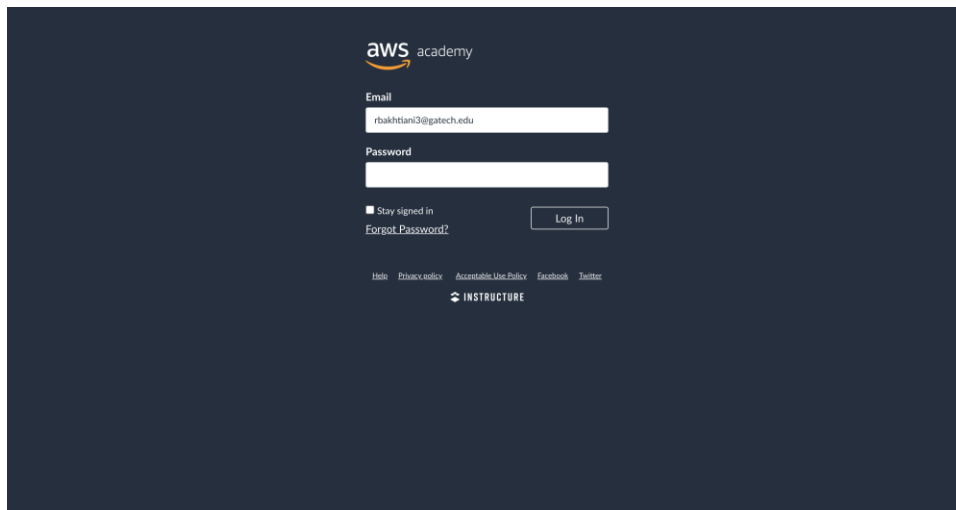 aws academy
Email
rbakhtiani3@gatech.edu
Password
Stay signed in
Log In
Forgot Password?
Help Privacy policy Acceptable Use Policy Facebook Twitter
INSTRUCTURE